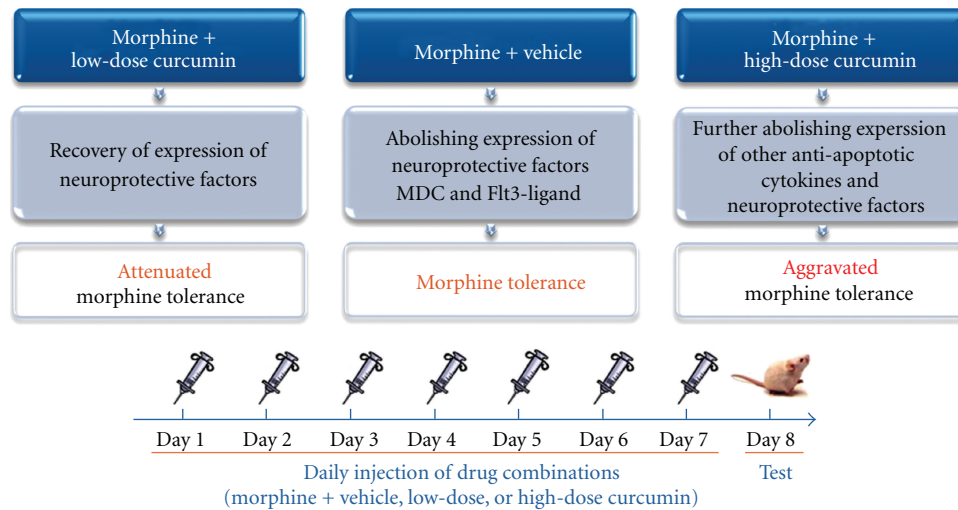 Morphine +
low-dose curcumin
Recovery of expression of
neuroprotective factors
Attenuated
morphine tolerance
Morphine + vehicle
Abolishing expression of
neuroprotective factors
MDC and Flt3-ligand
Morphine tolerance
Morphine +
high-dose curcumin
Further abolishing experssion
of other anti-apoptotic
cytokines and
neuroprotective factors
Aggravated
morphine tolerance
Day 1 Day 2 Day 3 Day 4 Day 5 Day 6 Day 7 Day 8
Daily injection of drug combinations
(morphine + vehicle, low-dose, or high-dose curcumin)
Test